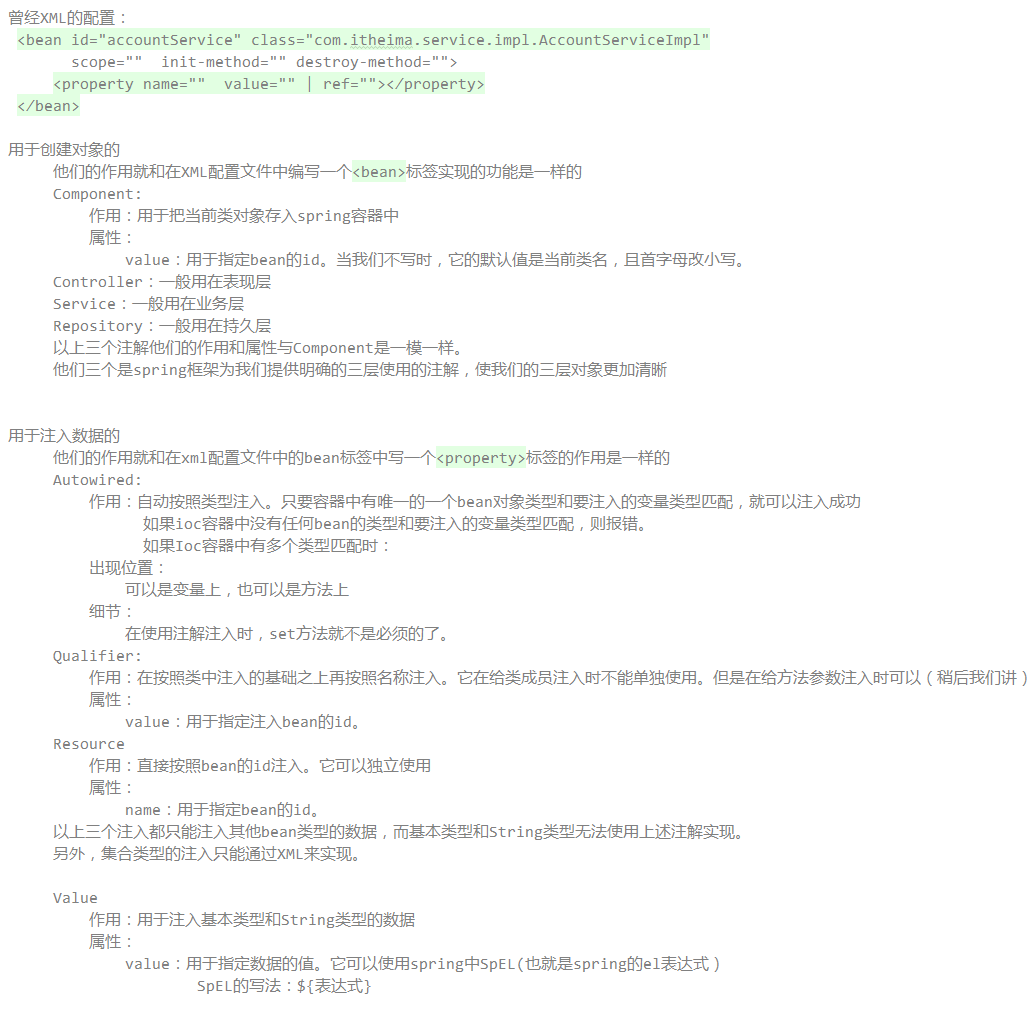 曾经XML的配置：
<bean id="accountService" class="com.itheima.service.impl.AccountServiceImpl"
scope="" init-method="" destroy-method="">
<property name="" value="" | ref=""></property>
</bean>
用于创建对象的
他们的作用就和在XML配置文件中编写一个<bean>标签实现的功能是一样的
Component:
作用：用于把当前类对象存入spring容器中
属性：
value：用于指定bean的id。当我们不写时，它的默认值是当前类名，且首字母改小写。
Controller：一般用在表现层
Service：一般用在业务层
Repository：一般用在持久层
以上三个注解他们的作用和属性与Component是一模一样。
他们三个是spring框架为我们提供明确的三层使用的注解，使我们的三层对象更加清晰
用于注入数据的
他们的作用就和在xml配置文件中的bean标签中写一个<property>标签的作用是一样的
Autowired:
作用：自动按照类型注入。只要容器中有唯一的一个bean对象类型和要注入的变量类型匹配，就可以注入成功
如果ioc容器中没有任何bean的类型和要注入的变量类型匹配，则报错。
如果Ioc容器中有多个类型匹配时：
出现位置：
可以是变量上，也可以是方法上
细节：
在使用注解注入时，set方法就不是必须的了。
Qualifier:
作用：在按照类中注入的基础之上再按照名称注入。它在给类成员注入时不能单独使用。但是在给方法参数注入时可以（稍后我们讲）
属性：
value：用于指定注入bean的id。
Resource
作用：直接按照bean的id注入。它可以独立使用
属性：
name：用于指定bean的id。
以上三个注入都只能注入其他bean类型的数据，而基本类型和String类型无法使用上述注解实现。
另外，集合类型的注入只能通过XML来实现。
Value
作用：用于注入基本类型和String类型的数据
属性：
value：用于指定数据的值。它可以使用spring中SpEL(也就是spring的el表达式）
SpEL的写法：${表达式}